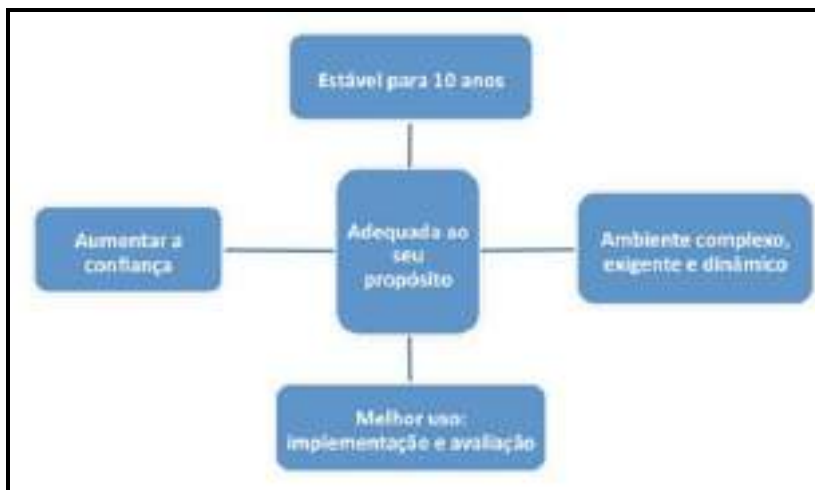 Estável para 10 anos
Aumentar a
confiança
Adequada ao
seu
propósito
Ambiente complexo,
exigente e dinâmico
Melhor uso:
implementação e avaliação